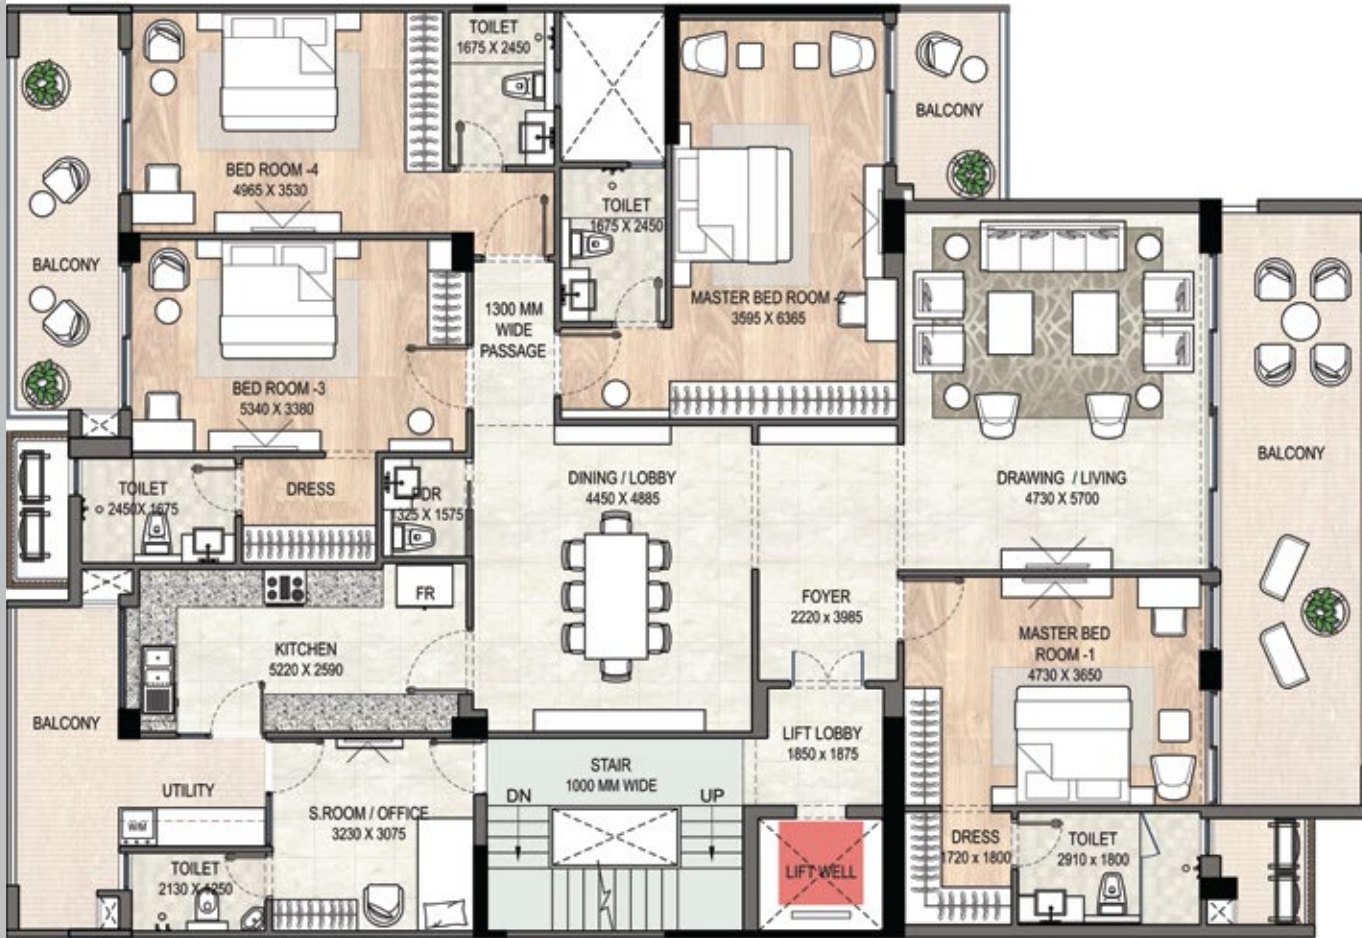 TOILET
1675 X 2450
BALCONY
BED ROOM -4
4965 X 3530
TOILET
1675 X 2450
BALCONY
MASTER BED ROOM -2
3595 X 6365
1300 MM
WIDE
PASSAGE
BED ROOM -3
5340 X 3380
BALCONY
DINING / LOBBY
4450 X 4885
DRAWING / LIVING
4730 X 5700
TOILET
2450X 1675
DRESS
PDR
1325 X 1575
FR
FOYER
2220 x 3985
KITCHEN
5220 X 2590
MASTER BED
ROOM -1
4730 X 3650
BALCONY
LIFT LOBBY
1850 x 1875
STAIR
1000 MM WIDE
DN
UP
UTILITY
W/M
S.ROOM / OFFICE
3230 X 3075
TOILET
2130 X 1250
LIFT WELL
DRESS
1720 x 1800
TOILET
2910 x 1800